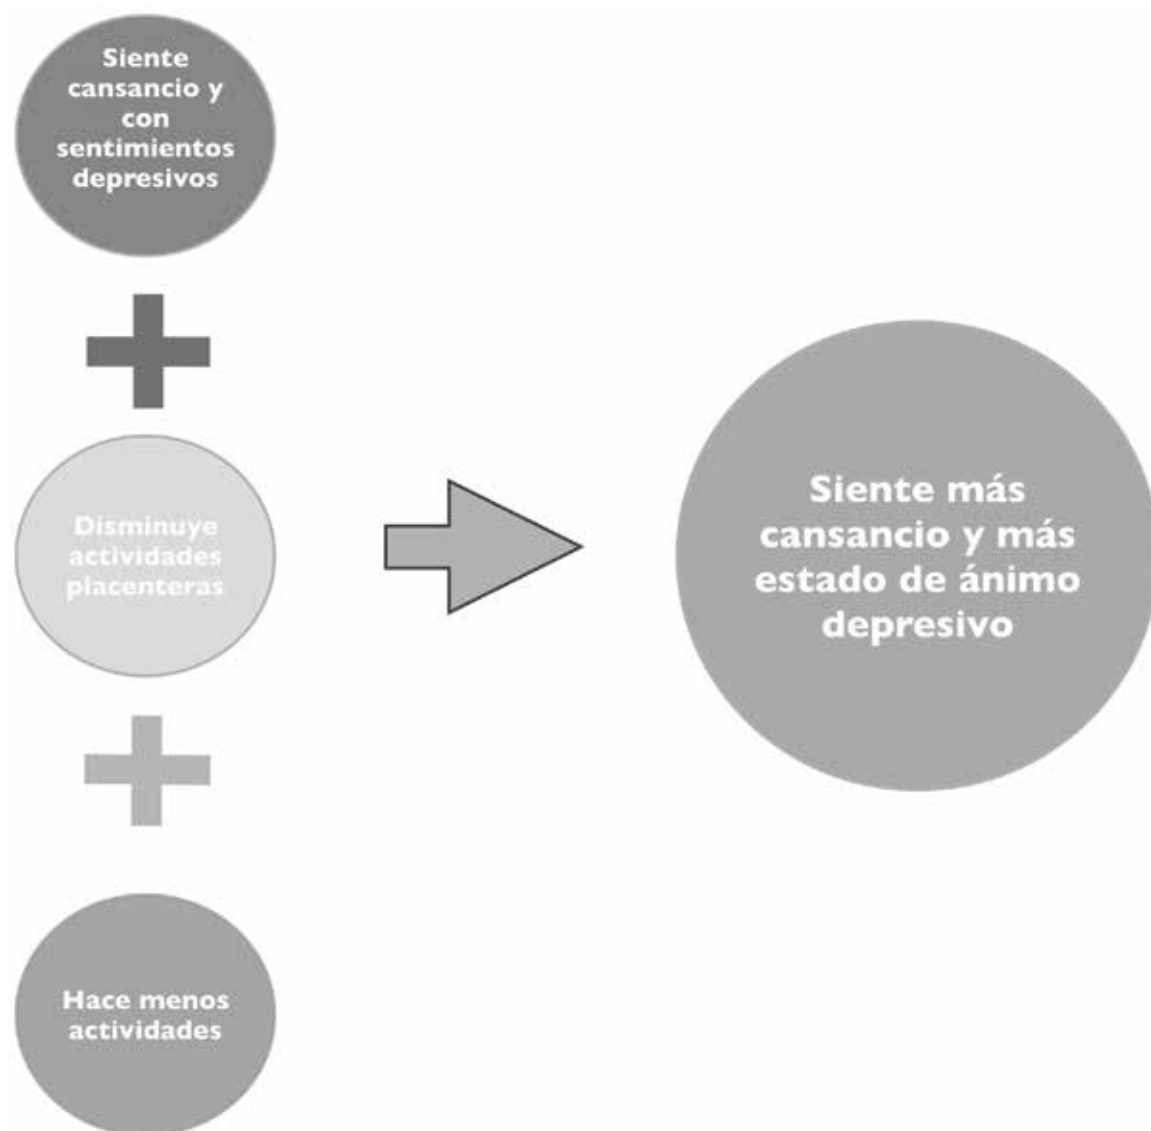 Siente
cansancio y
con
sentimientos
depresivos
Disminuye
actividades
placenteras
Hace menos
actividades
Siente más
cansancio y más
estado de ánimo
depresivo